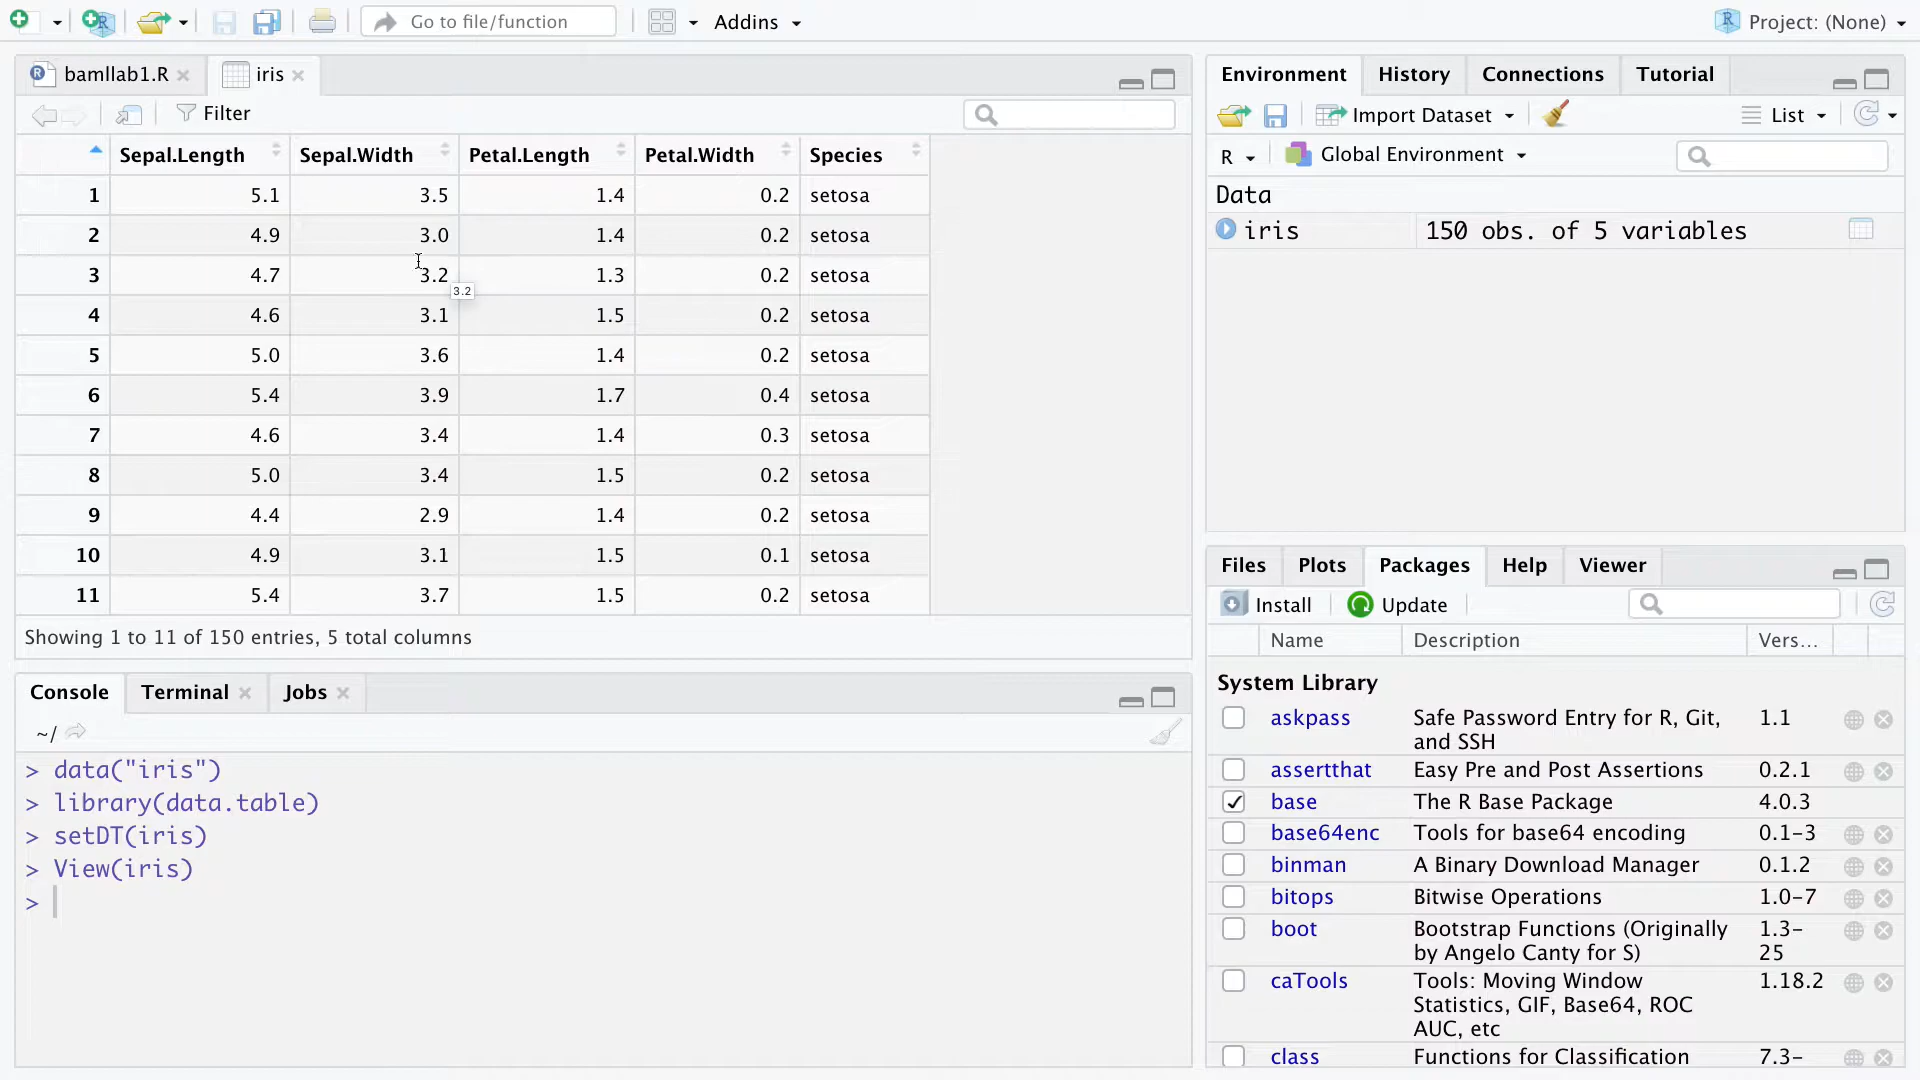 Go to file/function
Addins
Project: (None)
bamllab1.R
iris
Filter
Sepal.Length Sepal.Width Petal.Length Petal.Width Species
1 5.1 3.5 1.4 0.2 setosa
2 4.9 3.0 1.4 0.2 setosa
3 4.7 3.2 1.3 0.2 setosa
3.2
4 4.6 3.1 1.5 0.2 setosa
5 5.0 3.6 1.4 0.2 setosa
6 5.4 3.9 1.7 0.4 setosa
7 4.6 3.4 1.4 0.3 setosa
8 5.0 3.4 1.5 0.2 setosa
9 4.4 2.9 1.4 0.2 setosa
10 4.9 3.1 1.5 0.1 setosa
11 5.4 3.7 1.5 0.2 setosa
Showing 1 to 11 of 150 entries, 5 total columns
Console Terminal Jobs
~/
> data("iris")
> library(data.table)
> setDT(iris)
> View(iris)
>
Environment History Connections Tutorial
Import Dataset List
R Global Environment
Data
iris 150 obs. of 5 variables
Files Plots Packages Help Viewer
Install Update
Name Description Vers...
System Library
askpass Safe Password Entry for R, Git, 1.1
and SSH
assertthat Easy Pre and Post Assertions 0.2.1
base The R Base Package 4.0.3
base64enc Tools for base64 encoding 0.1-3
binman A Binary Download Manager 0.1.2
bitops Bitwise Operations 1.0-7
boot Bootstrap Functions (Originally 1.3-
by Angelo Canty for S) 25
caTools Tools: Moving Window 1.18.2
Statistics, GIF, Base64, ROC
AUC, etc
class Functions for Classification 7.3-